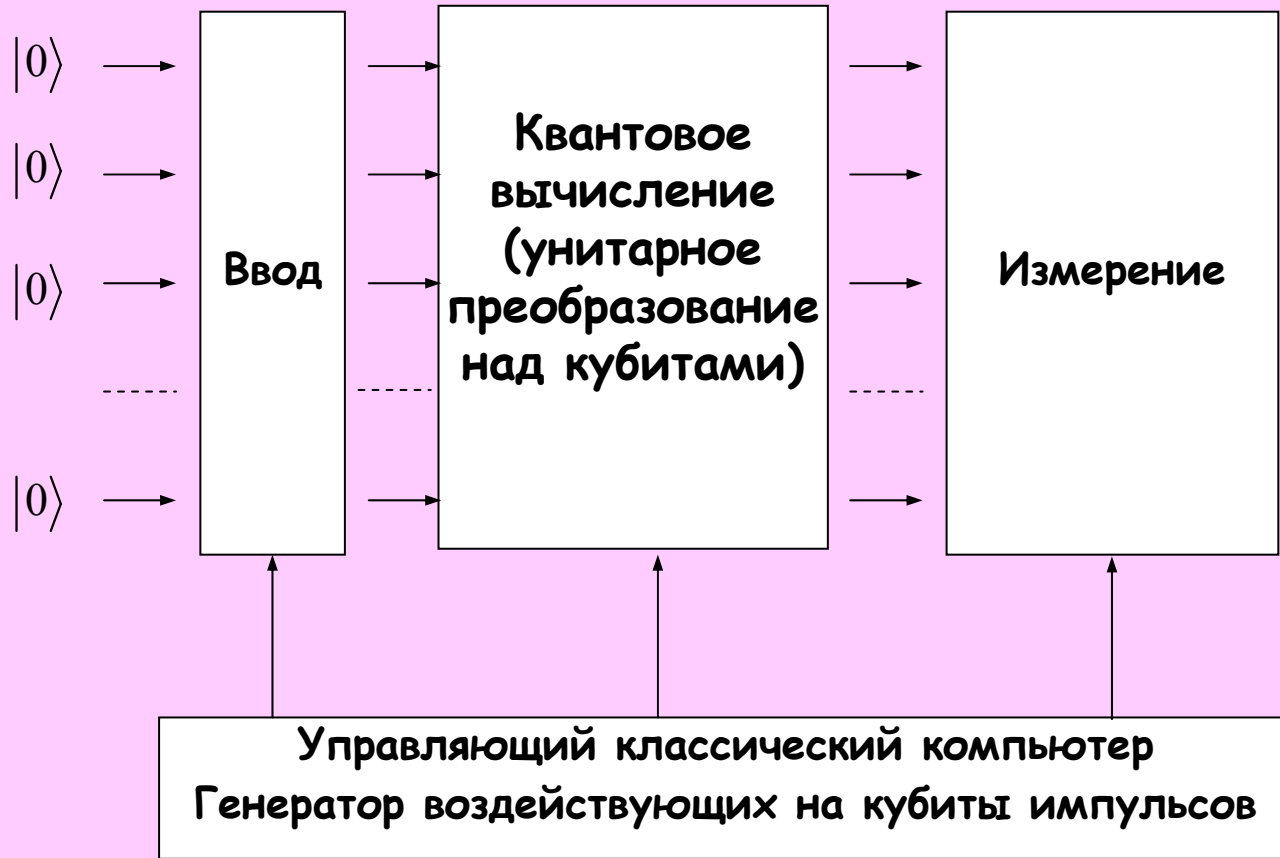 |0⟩
|0⟩
|0⟩
|0⟩
Ввод
Квантовое
вычисление
(унитарное
преобразование
над кубитами)
Измерение
Управляющий классический компьютер
Генератор воздействующих на кубиты импульсов